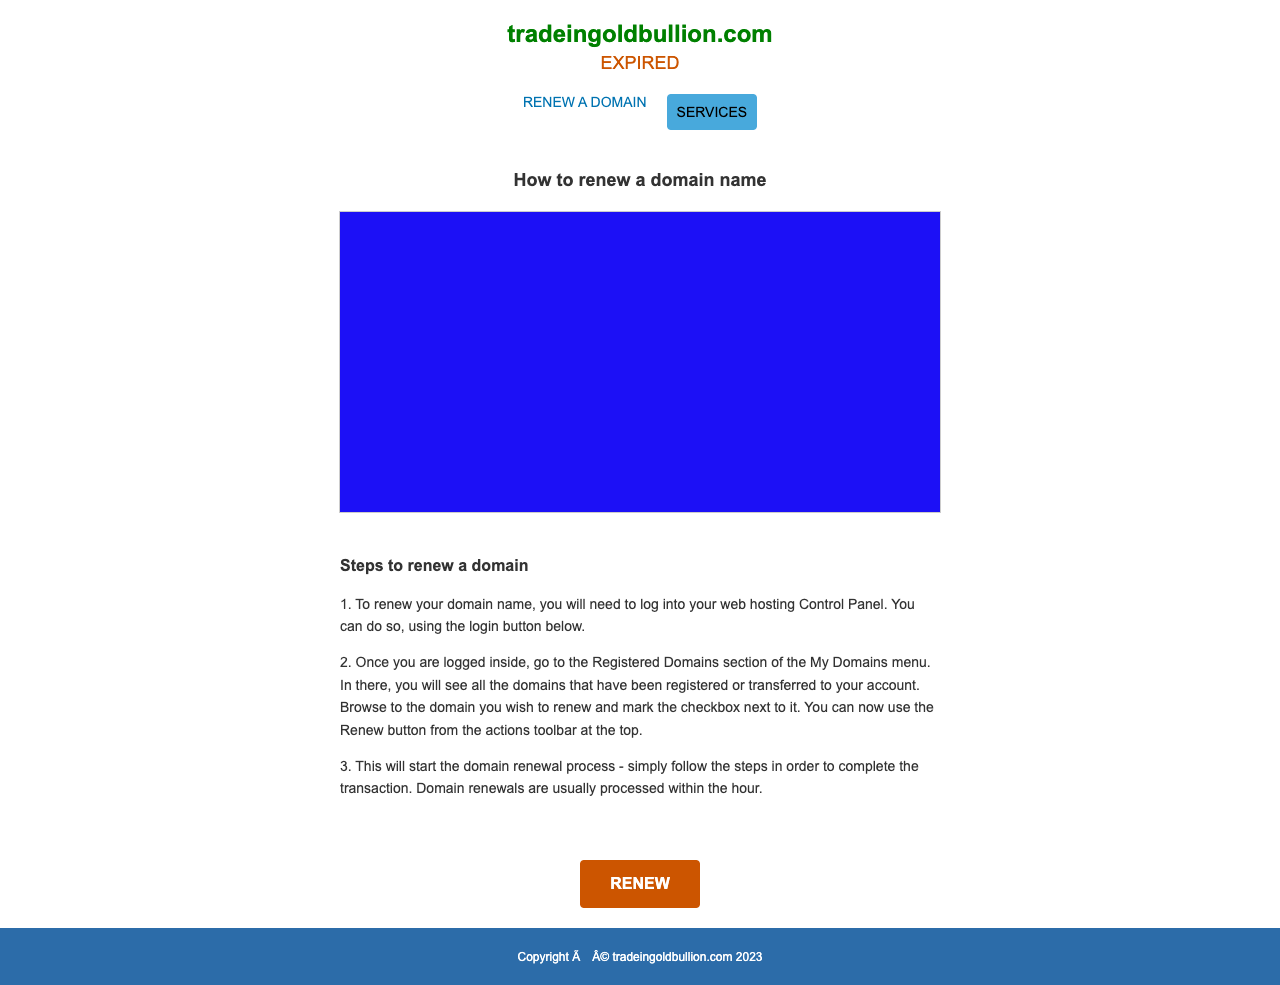 tradeingoldbullion.com
EXPIRED
RENEW A DOMAIN
SERVICES
How to renew a domain name
Steps to renew a domain
1. To renew your domain name, you will need to log into your web hosting Control Panel. You
can do so, using the login button below.
2. Once you are logged inside, go to the Registered Domains section of the My Domains menu.
In there, you will see all the domains that have been registered or transferred to your account.
Browse to the domain you wish to renew and mark the checkbox next to it. You can now use the
Renew button from the actions toolbar at the top.
3. This will start the domain renewal process - simply follow the steps in order to complete the
transaction. Domain renewals are usually processed within the hour.
RENEW
Copyright Ã Â© tradeingoldbullion.com 2023